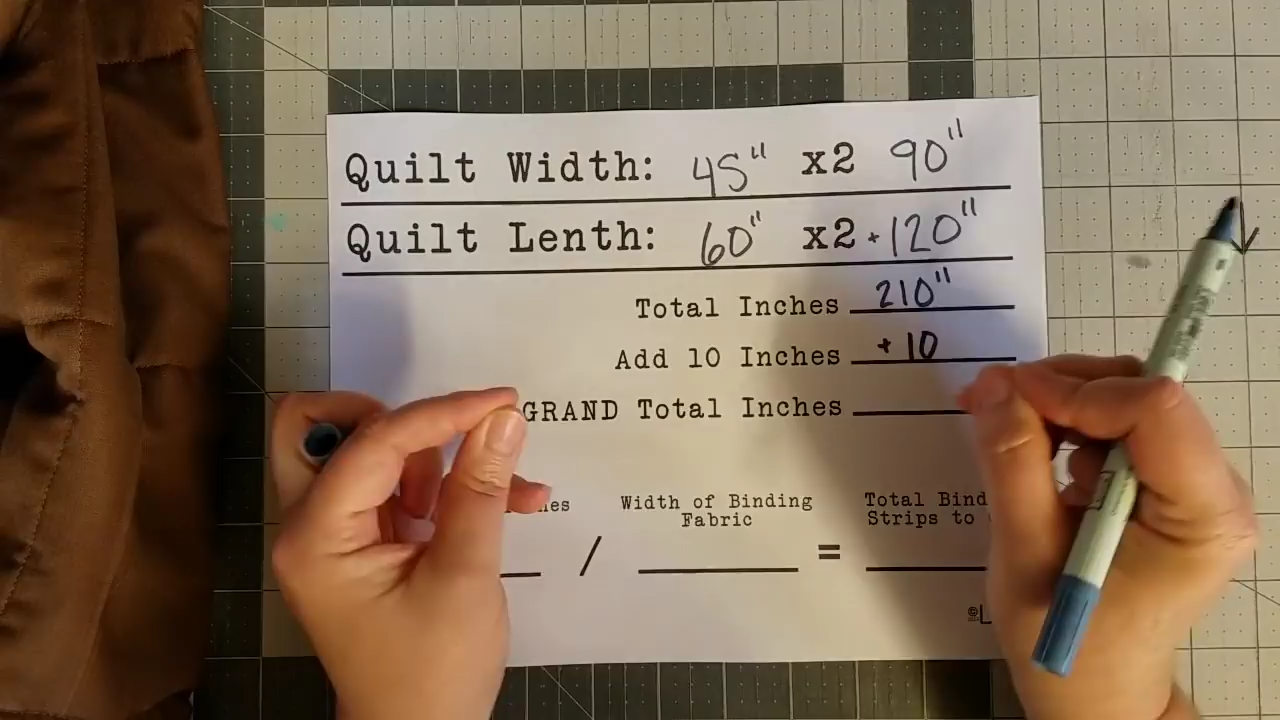 Quilt Width: 45" x2 90"
Quilt Lenth: 60" x2 + 120"
Total Inches 210"
Add 10 Inches + 10
GRAND Total Inches
Width of Binding Total
Fabric Strips to
/ =
©L